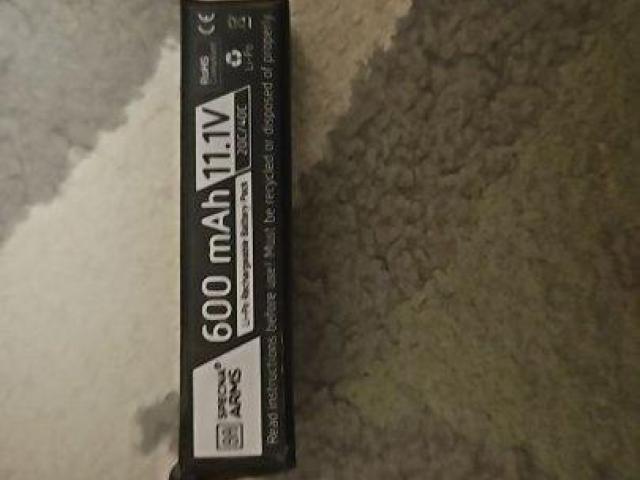 SPECNA®
ARMS
600 mAh 11.1V
Li-Po Rechargeable Battery Pack
20C/40C
RoHS
Compliant
CE
Li-Po
Read instructions before use! Must be recycled or disposed of properly.